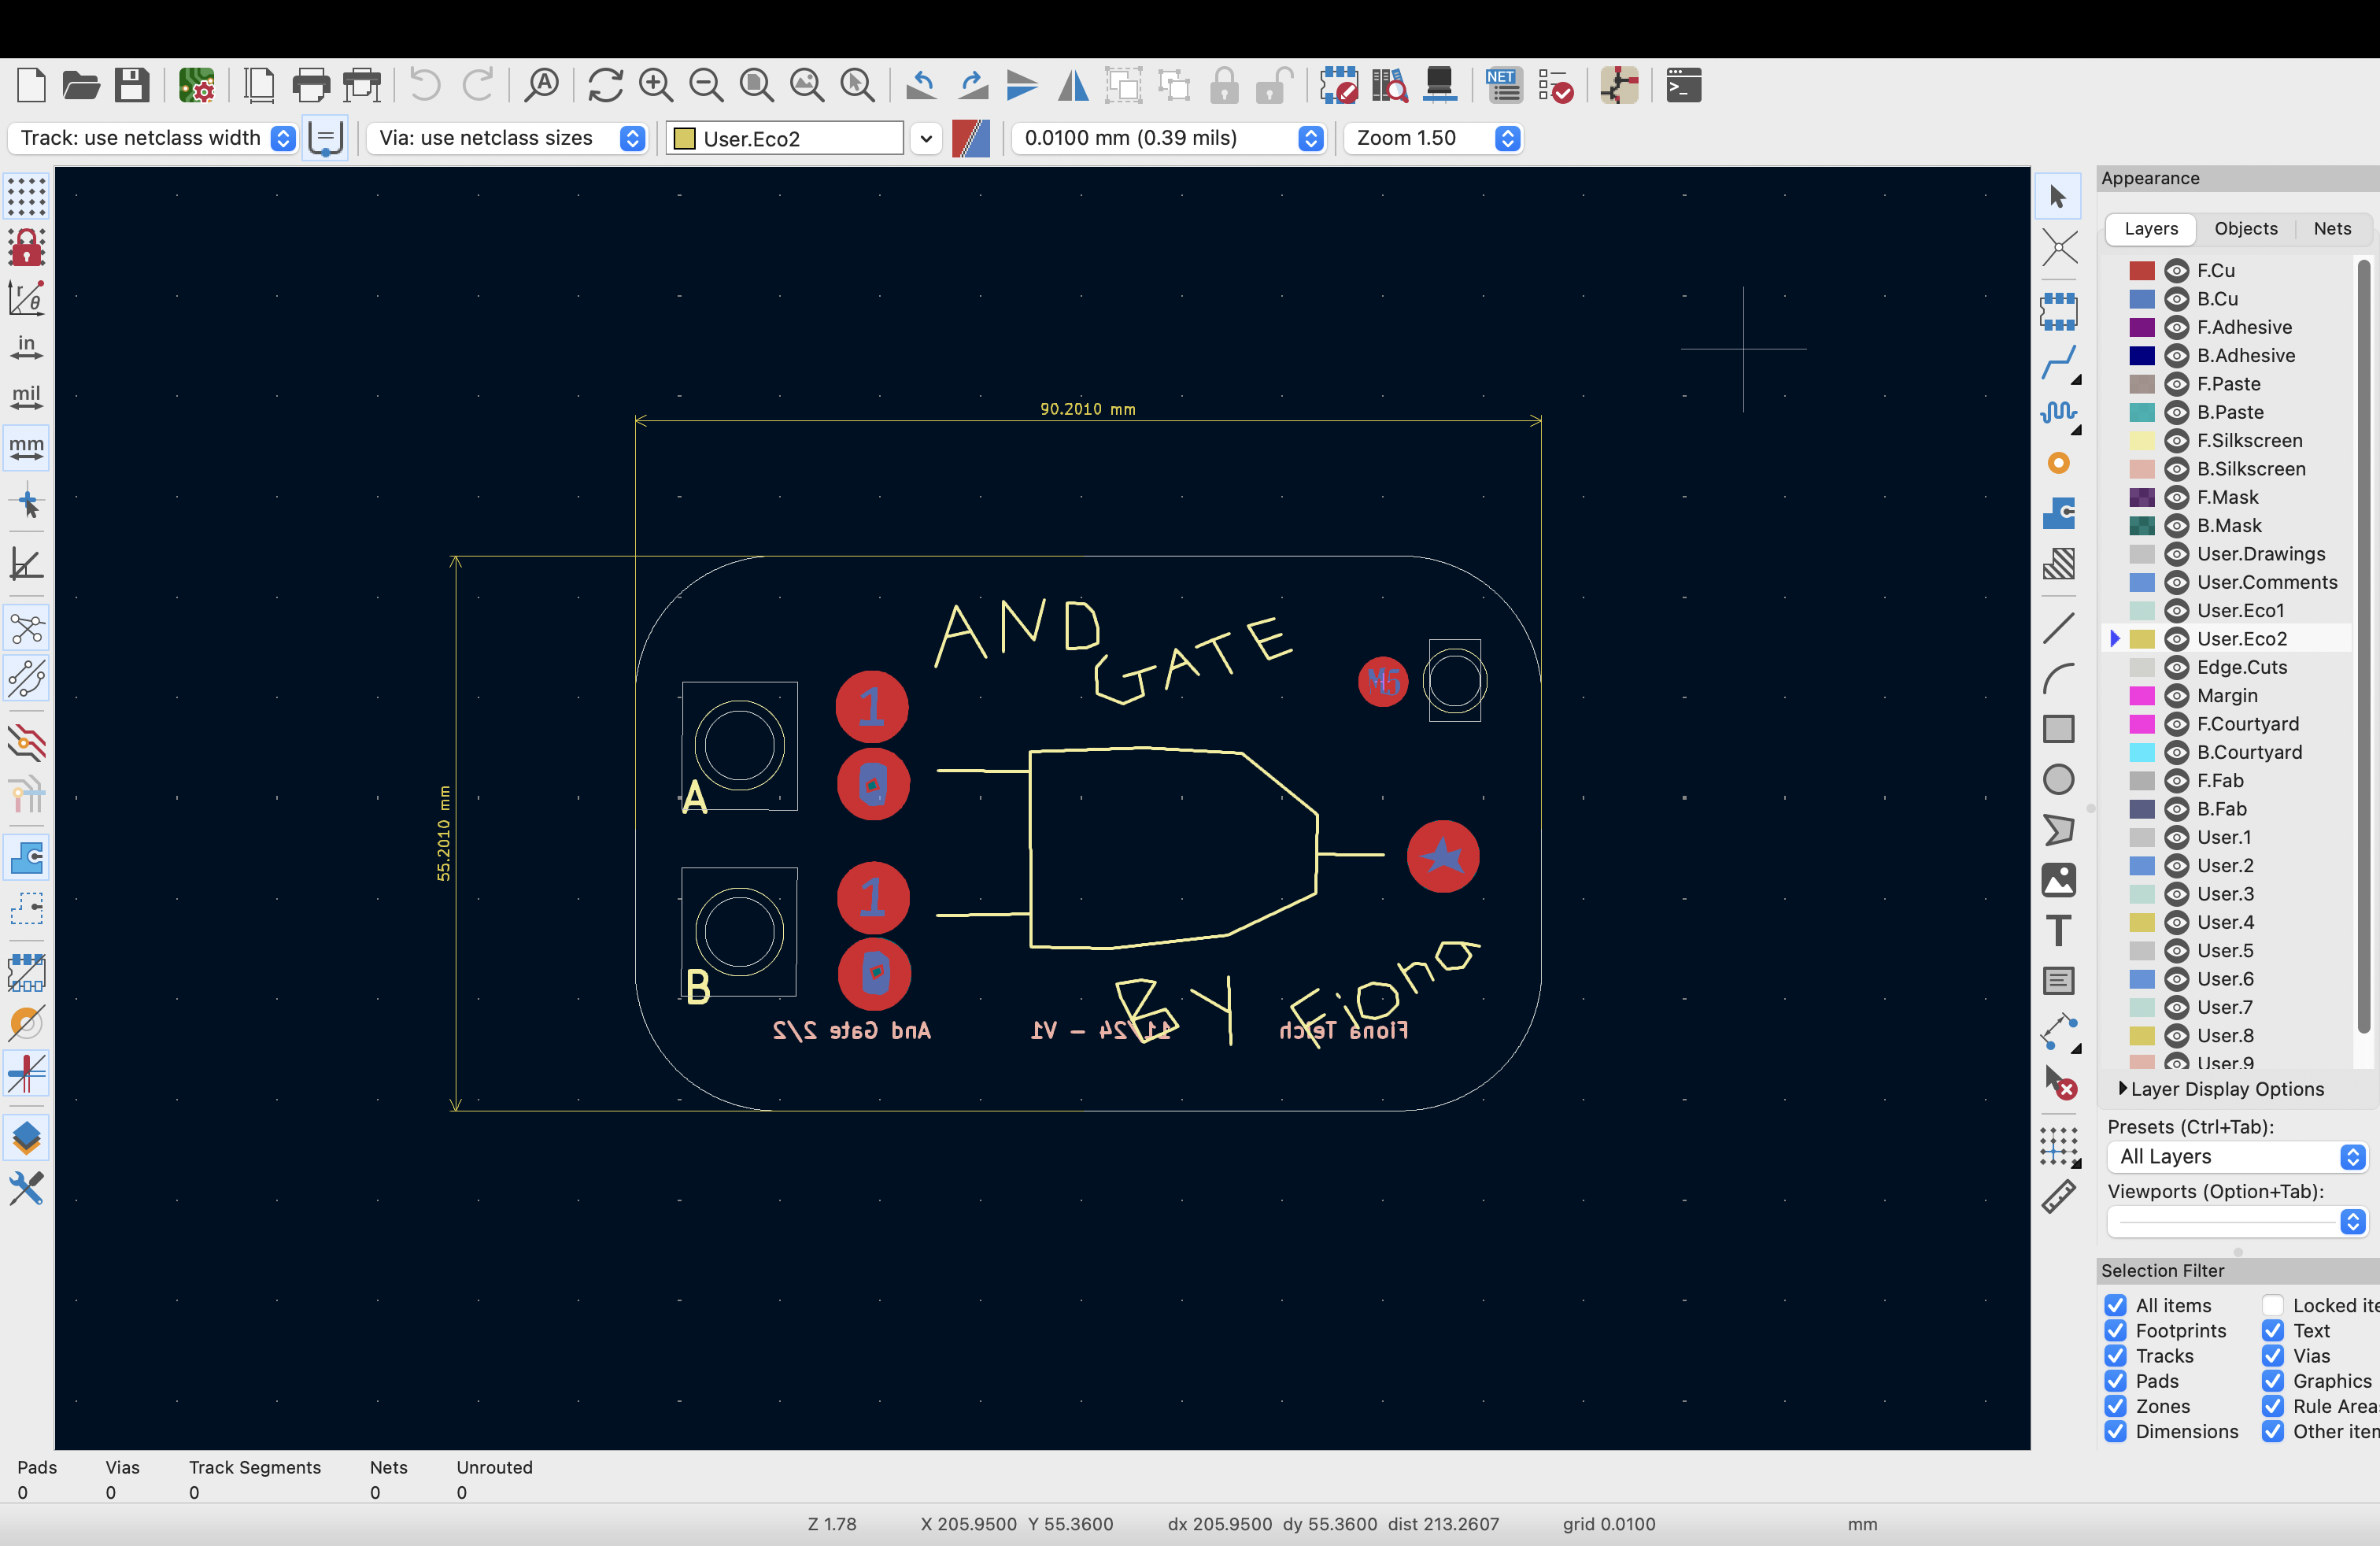 Track: use netclass width
Via: use netclass sizes
User.Eco2
0.0100 mm (0.39 mils)
Zoom 1.50
NET
in
mil
mm
90.2010 mm
55.2010 mm
AND
GATE
M5
1
0
A
1
0
B
BY Fiona
And Gate 2/2
11/24 - V1
Fiona Teich
Appearance
Layers
Objects
Nets
F.Cu
B.Cu
F.Adhesive
B.Adhesive
F.Paste
B.Paste
F.Silkscreen
B.Silkscreen
F.Mask
B.Mask
User.Drawings
User.Comments
User.Eco1
User.Eco2
Edge.Cuts
Margin
F.Courtyard
B.Courtyard
F.Fab
B.Fab
User.1
User.2
User.3
User.4
User.5
User.6
User.7
User.8
User.9
Layer Display Options
Presets (Ctrl+Tab):
All Layers
Viewports (Option+Tab):
Selection Filter
All items
Locked ite
Footprints
Text
Tracks
Vias
Pads
Graphics
Zones
Rule Area
Dimensions
Other iten
Pads Vias Track Segments Nets Unrouted
0 0 0 0 0
Z 1.78 X 205.9500 Y 55.3600 dx 205.9500 dy 55.3600 dist 213.2607 grid 0.0100 mm